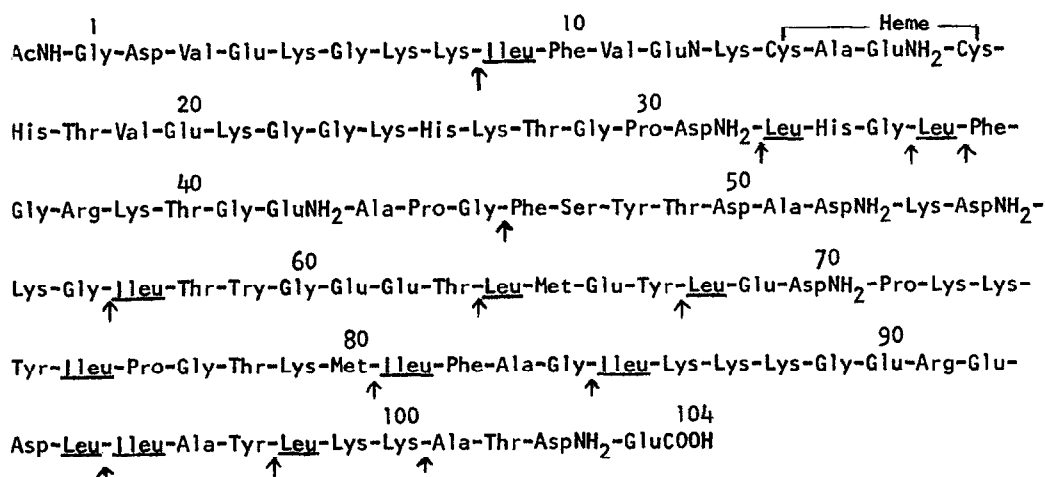 1 10 Heme
AcNH-Gly-Asp-Val-Glu-Lys-Gly-Lys-Lys-Ileu-Phe-Val-GluN-Lys-Cys-Ala-GluNH2-Cys-
20 30
His-Thr-Val-Glu-Lys-Gly-Gly-Lys-His-Lys-Thr-Gly-Pro-AspNH2-Leu-His-Gly-Leu-Phe-
40 50
Gly-Arg-Lys-Thr-Gly-GluNH2-Ala-Pro-Gly-Phe-Ser-Tyr-Thr-Asp-Ala-AspNH2-Lys-AspNH2-
60 70
Lys-Gly-Ileu-Thr-Try-Gly-Glu-Glu-Thr-Leu-Met-Glu-Tyr-Leu-Glu-AspNH2-Pro-Lys-Lys-
80 90
Tyr-Ileu-Pro-Gly-Thr-Lys-Met-Ileu-Phe-Ala-Gly-Ileu-Lys-Lys-Lys-Gly-Glu-Arg-Glu-
100 104
Asp-Leu-Ileu-Ala-Tyr-Leu-Lys-Lys-Ala-Thr-AspNH2-GluCOOH